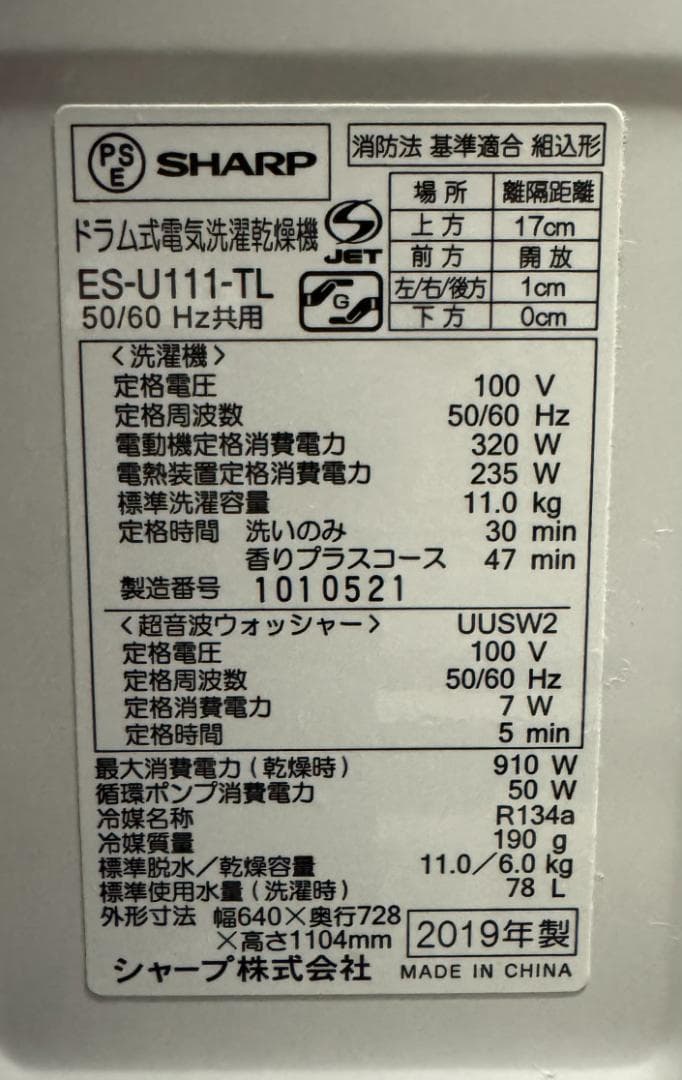 PSE SHARP
消防法 基準適合 組込形
場所 離隔距離
上方 17cm
前方 開放
左/右/後方 1cm
下方 0cm
ドラム式電気洗濯乾燥機
JET
ES-U111-TL
G
50/60 Hz共用
〈洗濯機〉
定格電圧 100 V
定格周波数 50/60 Hz
電動機定格消費電力 320 W
電熱装置定格消費電力 235 W
標準洗濯容量 11.0 kg
定格時間 洗いのみ 30 min
香りプラスコース 47 min
製造番号 1010521
〈超音波ウォッシャー〉 UUSW2
定格電圧 100 V
定格周波数 50/60 Hz
定格消費電力 7 W
定格時間 5 min
最大消費電力(乾燥時) 910 W
循環ポンプ消費電力 50 W
冷媒名称 R134a
冷媒質量 190 g
標準脱水/乾燥容量 11.0/6.0 kg
標準使用水量(洗濯時) 78 L
外形寸法 幅640×奥行728
×高さ1104mm
2019年製
シャープ株式会社 MADE IN CHINA